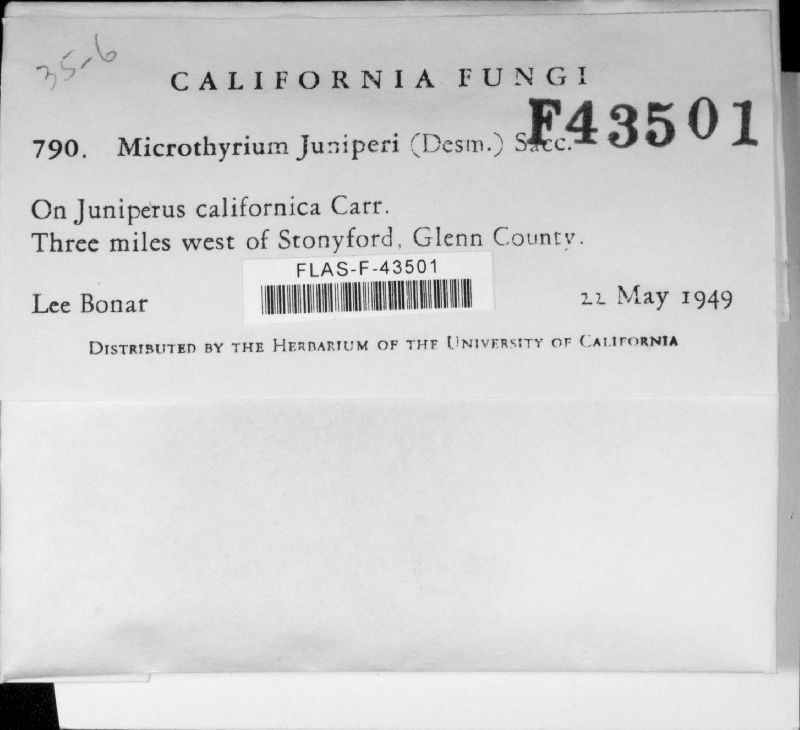 35-6
CALIFORNIA FUNGI
F43501
790. Microthyrium Juniperi (Desm.) Sacc.
On Juniperus californica Carr.
Three miles west of Stonyford, Glenn County.
FLAS-F-43501
Lee Bonar 22 May 1949
DISTRIBUTED BY THE HERBARIUM OF THE UNIVERSITY OF CALIFORNIA